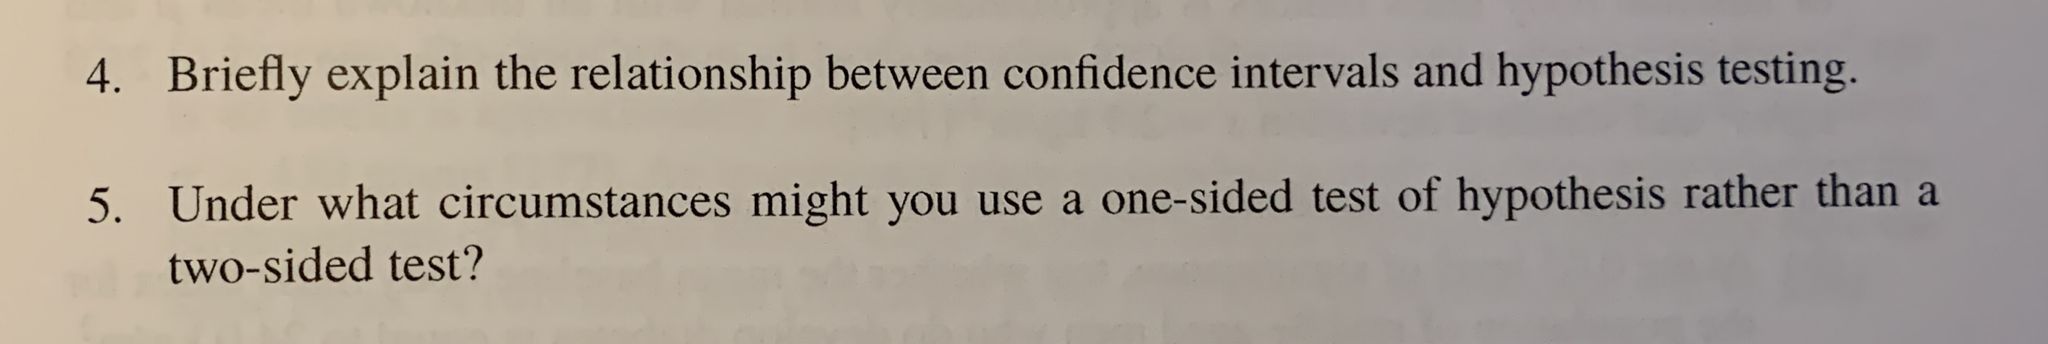 4. Briefly explain the relationship between confidence intervals and hypothesis testing.
5. Under what circumstances might you use a one-sided test of hypothesis rather than a
two-sided test?